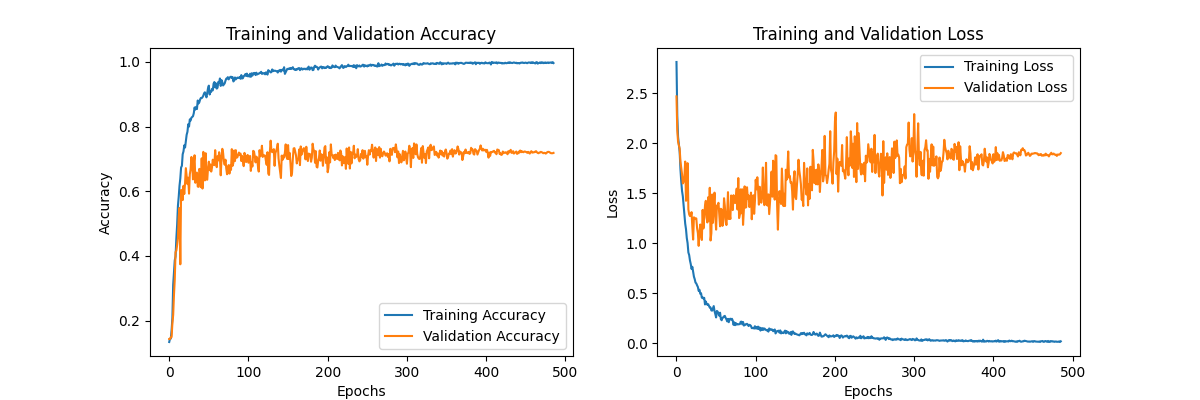 Training and Validation Accuracy
1.0
0.8
0.6
0.4
0.2
Accuracy
0
100
200
300
400
500
Epochs
Training Accuracy
Validation Accuracy
Training and Validation Loss
2.5
2.0
1.5
1.0
0.5
0.0
Loss
0
100
200
300
400
500
Epochs
Training Loss
Validation Loss